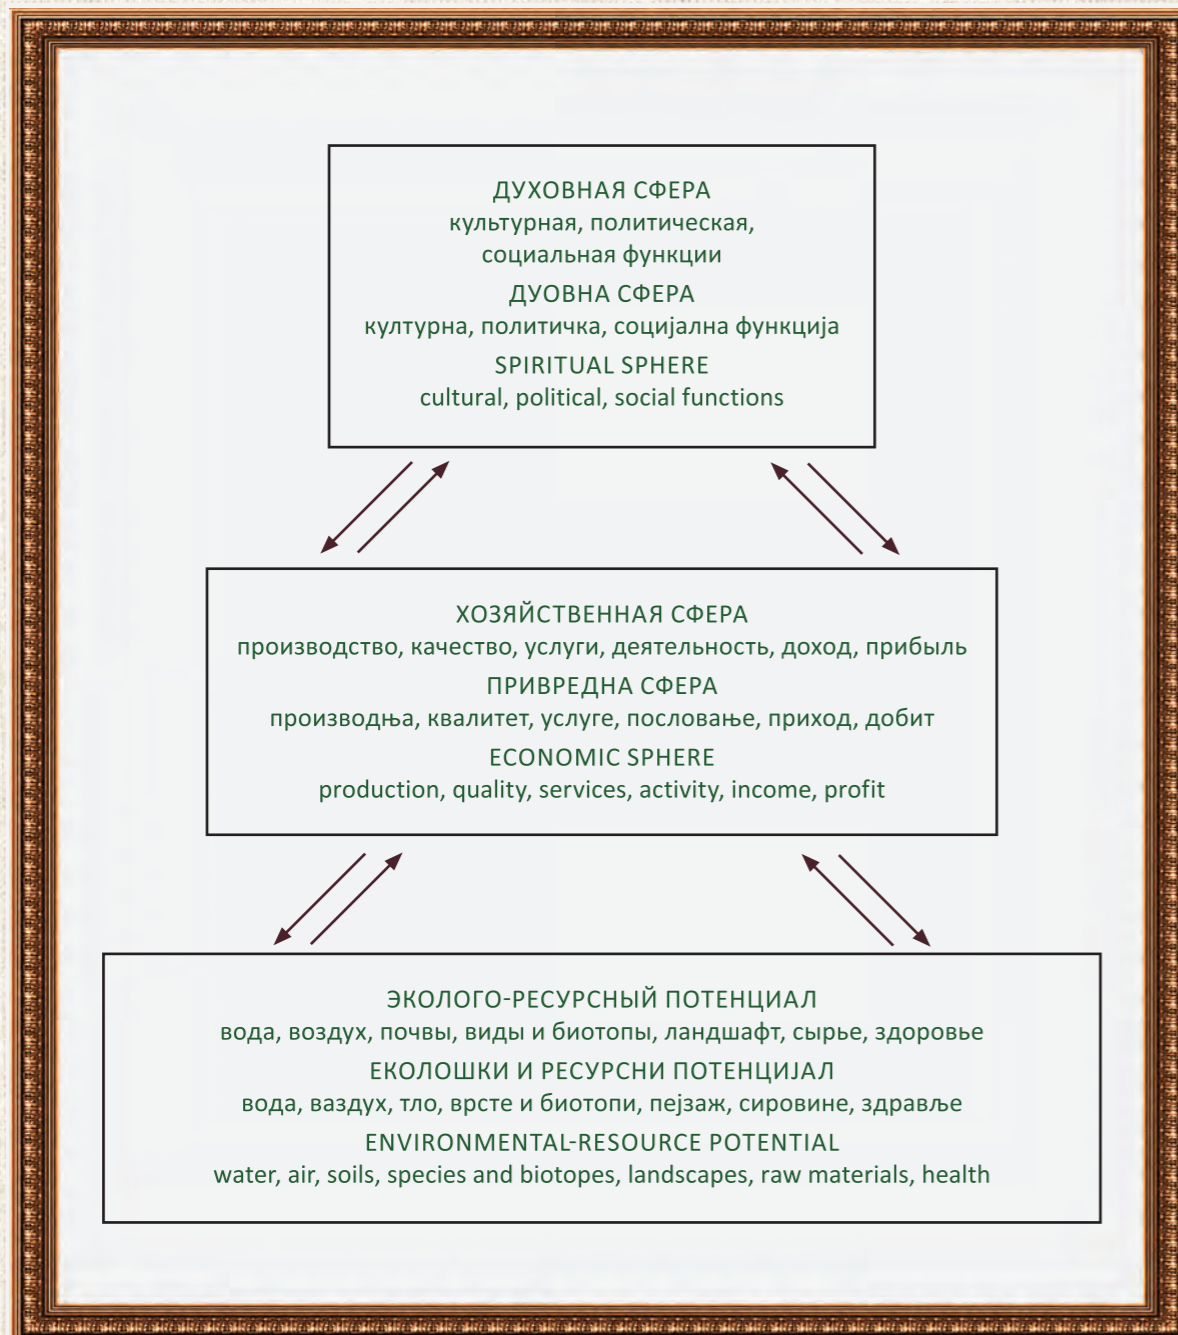 ДУХОВНАЯ СФЕРА
культурная, политическая,
социальная функции
ДУОВНА СФЕРА
културна, политичка, социјална функција
SPIRITUAL SPHERE
cultural, political, social functions
ХОЗЯЙСТВЕННАЯ СФЕРА
производство, качество, услуги, деятельность, доход, прибыль
ПРИВРЕДНА СФЕРА
производња, квалитет, услуге, пословање, приход, добит
ECONOMIC SPHERE
production, quality, services, activity, income, profit
ЭКОЛОГО-РЕСУРСНЫЙ ПОТЕНЦИАЛ
вода, воздух, почвы, виды и биотопы, ландшафт, сырье, здоровье
ЕКОЛОШКИ И РЕСУРСНИ ПОТЕНЦИЈАЛ
вода, ваздух, тло, врсте и биотопи, пејзаж, сировине, здравље
ENVIRONMENTAL-RESOURCE POTENTIAL
water, air, soils, species and biotopes, landscapes, raw materials, health